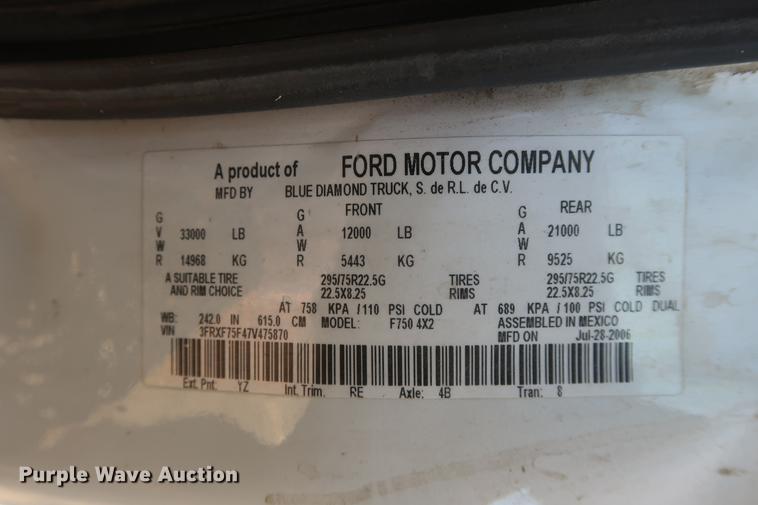 A product of FORD MOTOR COMPANY
MFD BY BLUE DIAMOND TRUCK, S. de R.L. de C.V.
FRONT REAR
GVWR 33000 LB GAWR 12000 LB GAWR 21000 LB
14968 KG 5443 KG 9525 KG
A SUITABLE TIRE 295/75R22.5G TIRES 295/75R22.5G TIRES
AND RIM CHOICE 22.5X8.25 RIMS 22.5X8.25 RIMS
AT 758 KPA / 110 PSI COLD AT 689 KPA / 100 PSI COLD DUAL
WB: 242.0 IN 615.0 CM MODEL: F750 4X2 ASSEMBLED IN MEXICO
VIN 3FRXF75F47V475870 MFD ON Jul-28-2006
Ext. Pnt: YZ Int. Trim. RE Axle: 4B Tran: 8
Purple Wave Auction